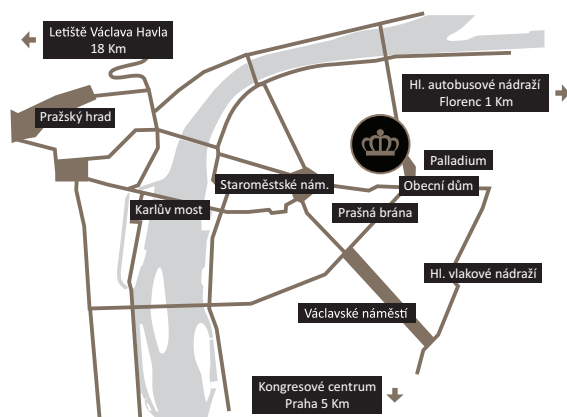 Letiště Václava Havla
18 Km
Hl. autobusové nádraží
Florenc 1 Km
Pražský hrad
Palladium
Staroměstské nám.
Obecní dům
Karlův most
Prašná brána
Hl. vlakové nádraží
Václavské náměstí
Kongresové centrum
Praha 5 Km